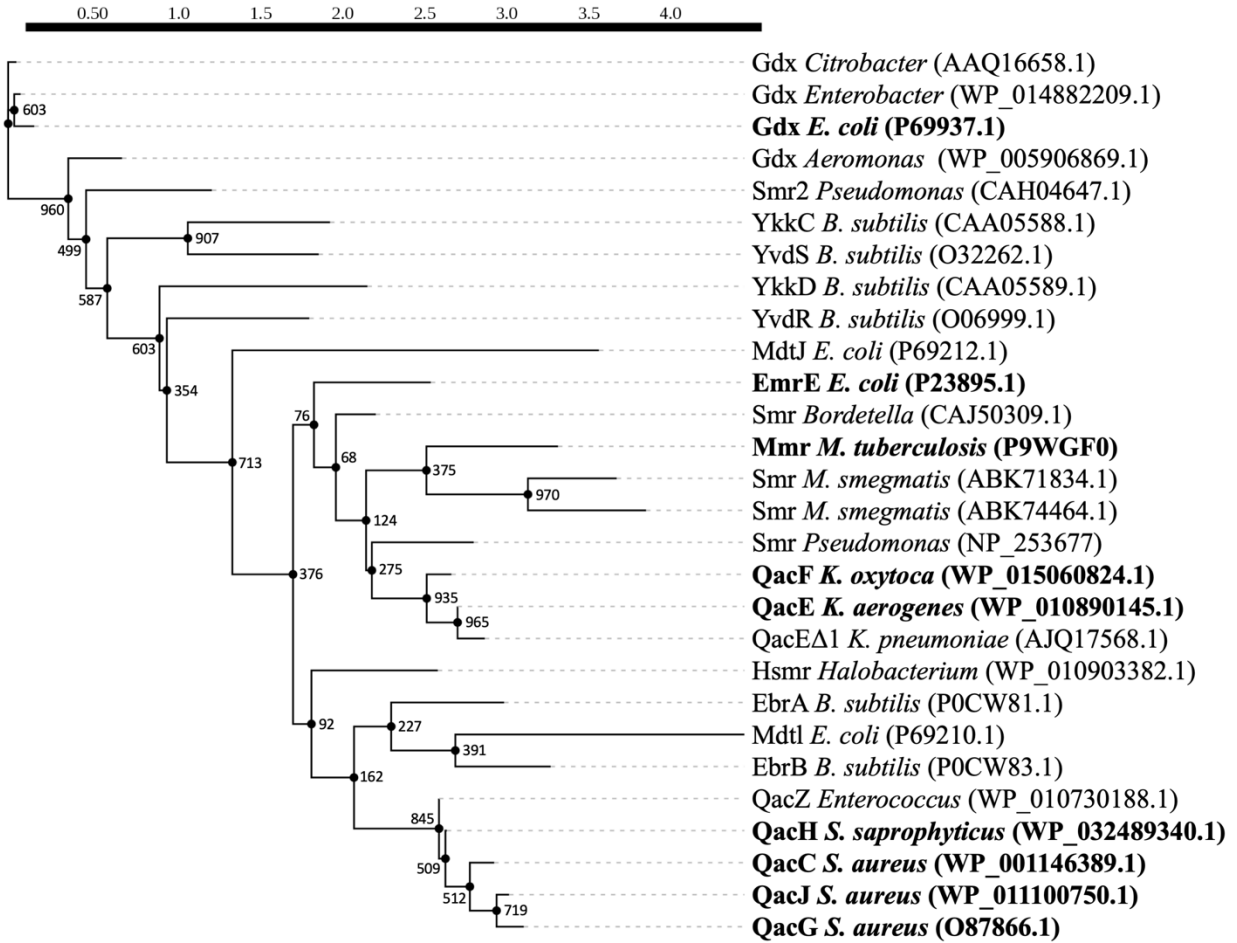 0.50 1.0 1.5 2.0 2.5 3.0 3.5 4.0
Gdx Citrobacter (AAQ16658.1)
Gdx Enterobacter (WP_014882209.1)
603
Gdx E. coli (P69937.1)
Gdx Aeromonas (WP_005906869.1)
Smr2 Pseudomonas (CAH04647.1)
960
YkkC B. subtilis (CAA05588.1)
907
499
YvdS B. subtilis (O32262.1)
YkkD B. subtilis (CAA05589.1)
587
YvdR B. subtilis (O06999.1)
603
MdtJ E. coli (P69212.1)
EmrE E. coli (P23895.1)
354
Smr Bordetella (CAJ50309.1)
76
Mmr M. tuberculosis (P9WGF0)
68
713
375
Smr M. smegmatis (ABK71834.1)
970
Smr M. smegmatis (ABK74464.1)
124
Smr Pseudomonas (NP_253677)
275
376
QacF K. oxytoca (WP_015060824.1)
935
QacE K. aerogenes (WP_010890145.1)
965
QacEΔ1 K. pneumoniae (AJQ17568.1)
Hsmr Halobacterium (WP_010903382.1)
EbrA B. subtilis (P0CW81.1)
92
227
Mdtl E. coli (P69210.1)
391
EbrB B. subtilis (P0CW83.1)
162
QacZ Enterococcus (WP_010730188.1)
845
QacH S. saprophyticus (WP_032489340.1)
QacC S. aureus (WP_001146389.1)
509
QacJ S. aureus (WP_011100750.1)
512
719
QacG S. aureus (O87866.1)